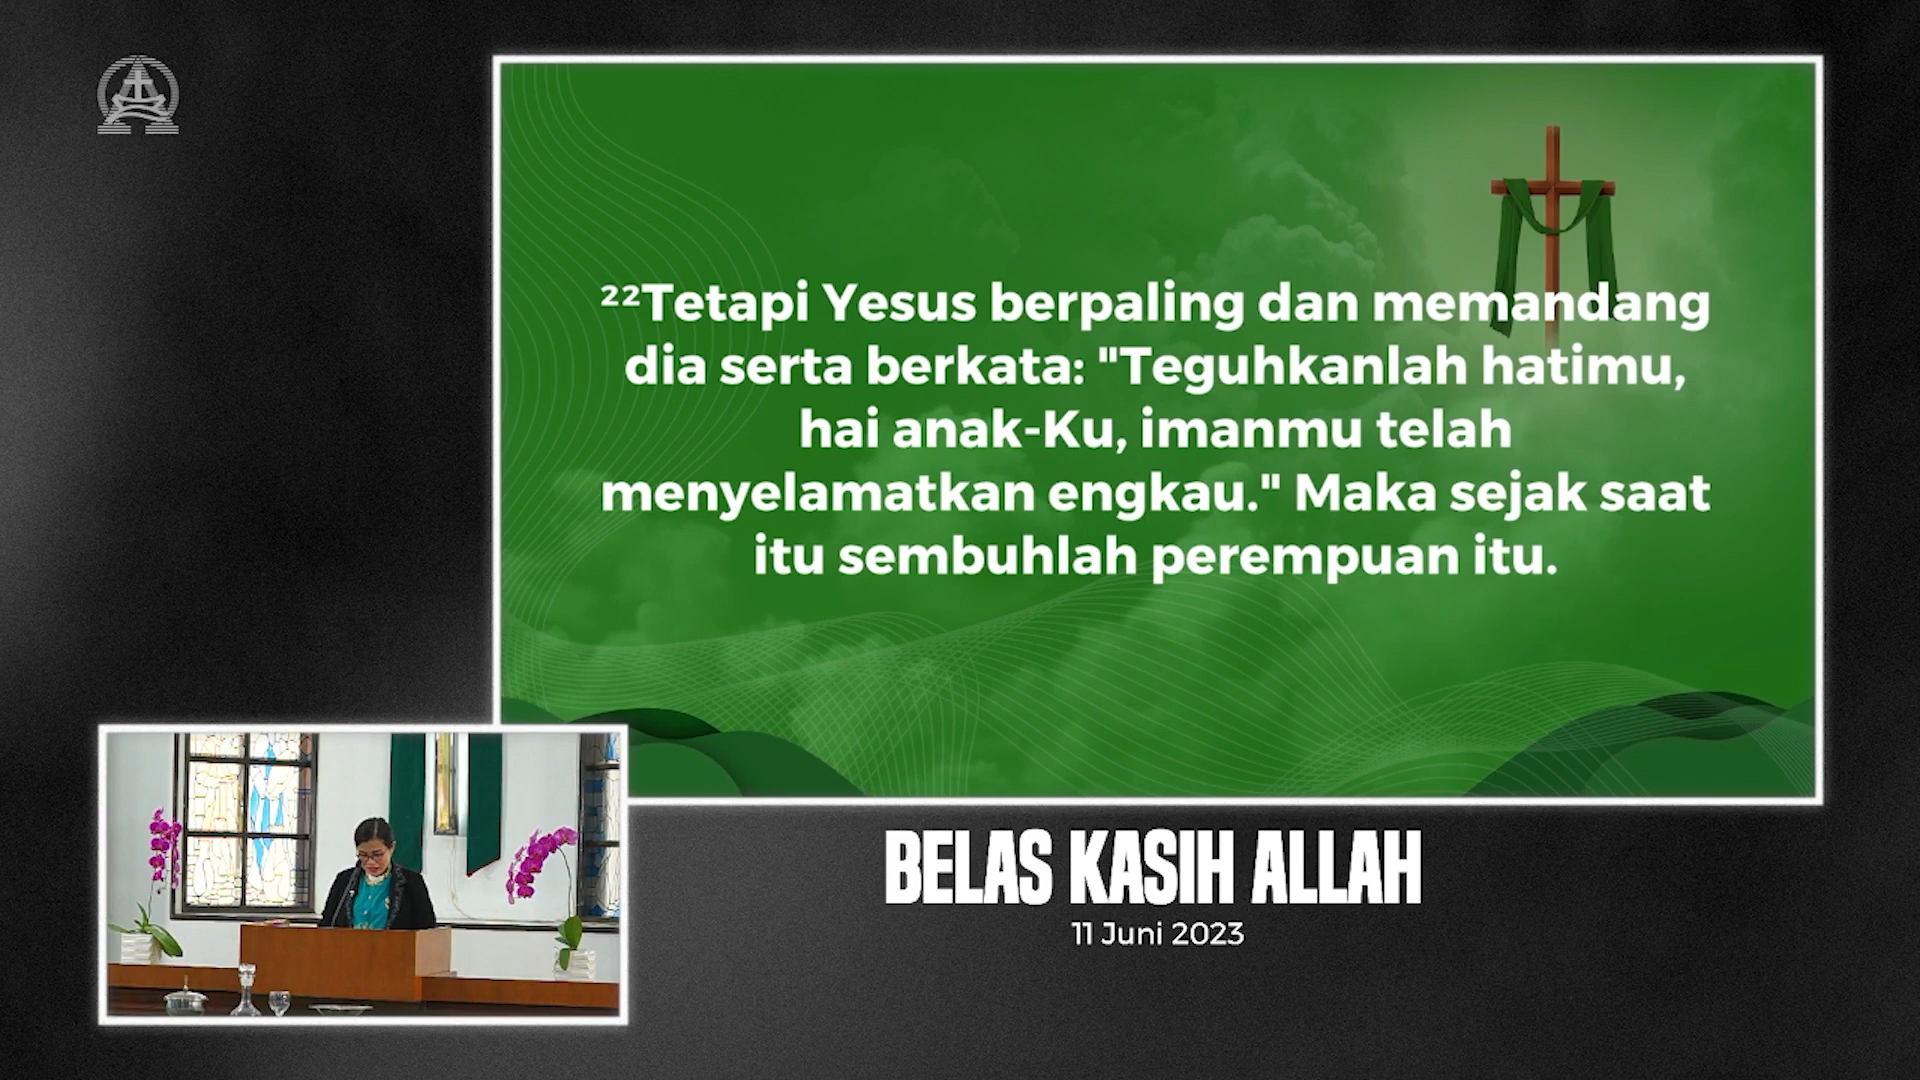 ²²Tetapi Yesus berpaling dan memandang
dia serta berkata: "Teguhkanlah hatimu,
hai anak-Ku, imanmu telah
menyelamatkan engkau." Maka sejak saat
itu sembuhlah perempuan itu.
BELAS KASIH ALLAH
11 Juni 2023